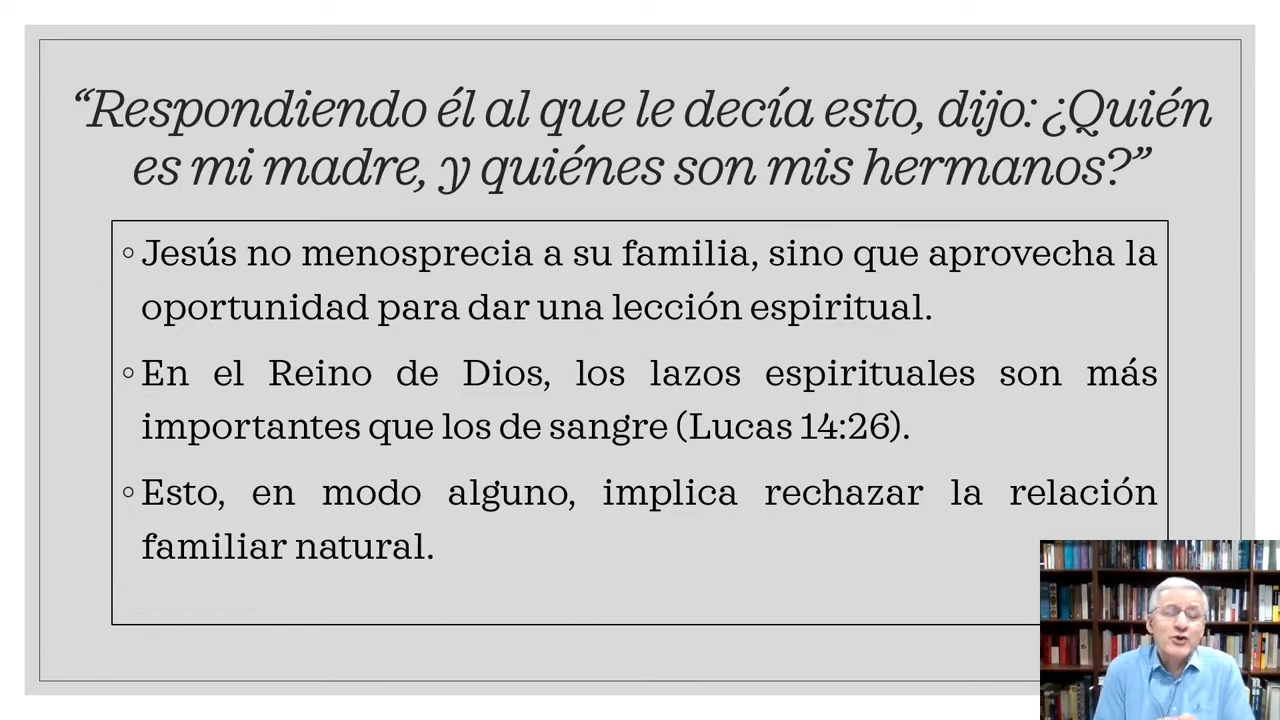 “Respondiendo él al que le decía esto, dijo: ¿Quién
es mi madre, y quiénes son mis hermanos?”
◦ Jesús no menosprecia a su familia, sino que aprovecha la
oportunidad para dar una lección espiritual.
◦ En el Reino de Dios, los lazos espirituales son más
importantes que los de sangre (Lucas 14:26).
◦ Esto, en modo alguno, implica rechazar la relación
familiar natural.